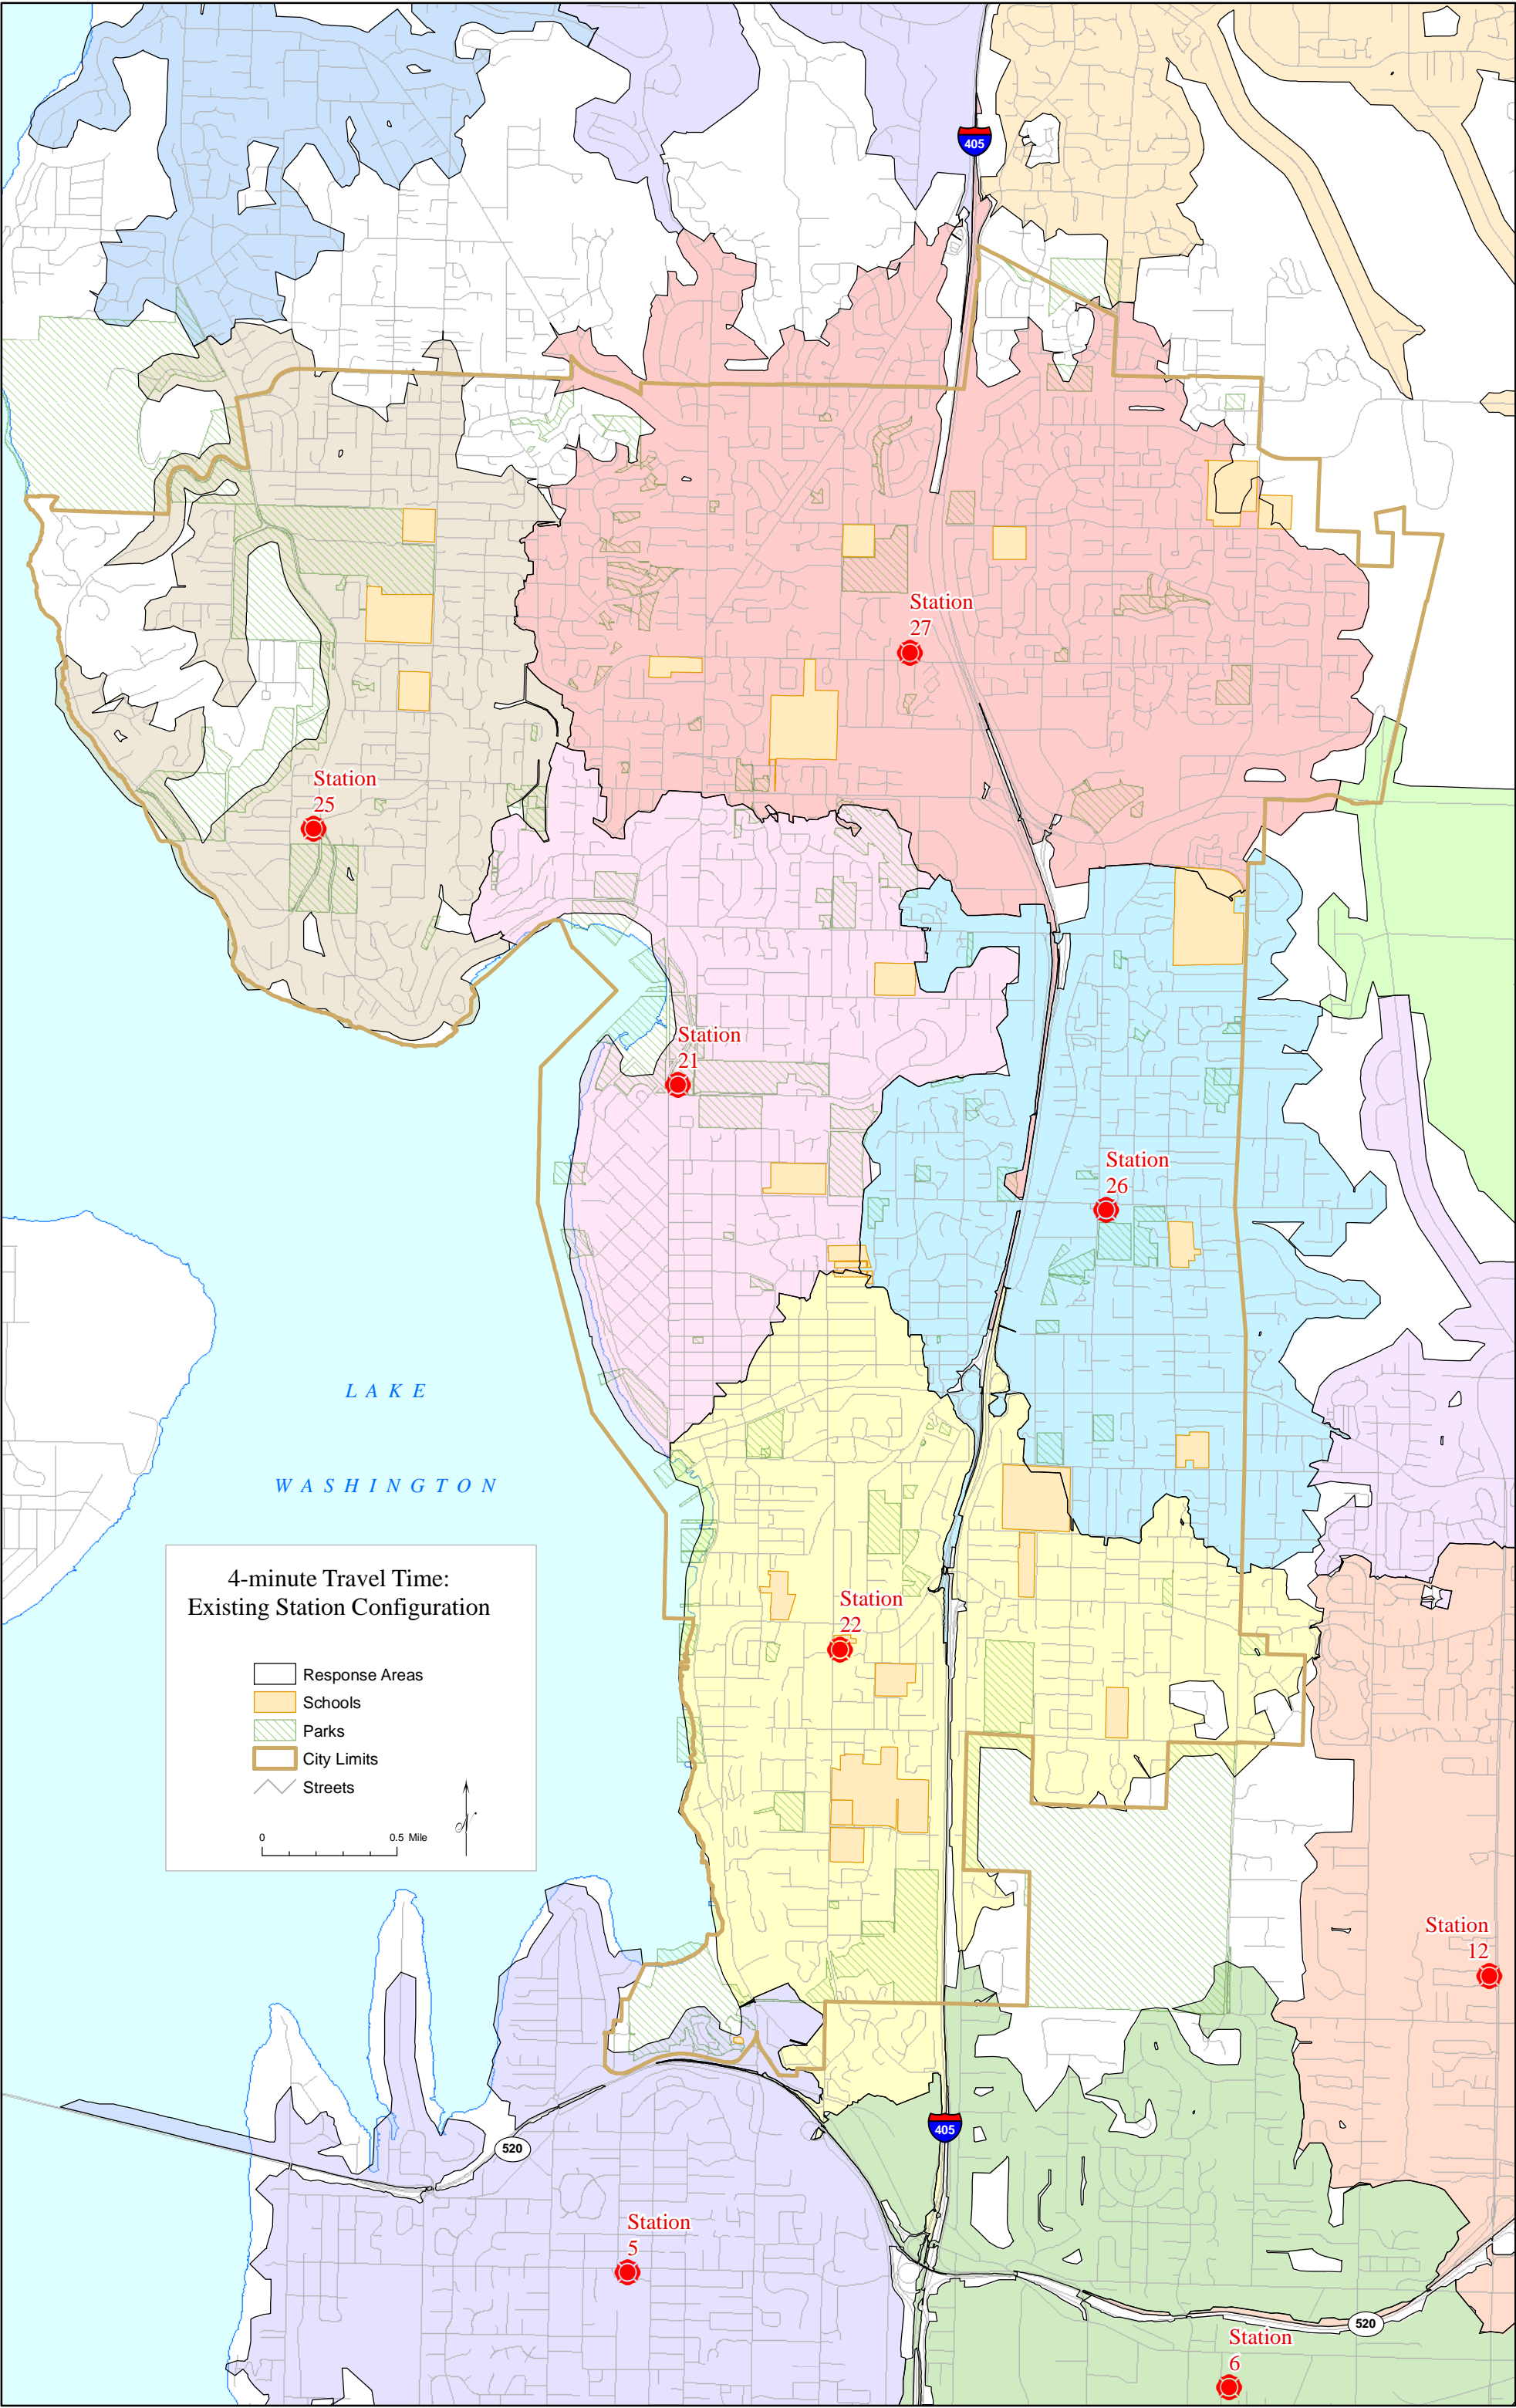 405
Station
27
Station
25
Station
21
Station
26
LAKE
WASHINGTON
4-minute Travel Time:
Existing Station Configuration
Response Areas
Schools
Parks
City Limits
Streets
0 0.5 Mile
N
Station
22
Station
12
405
520
Station
5
520
Station
6